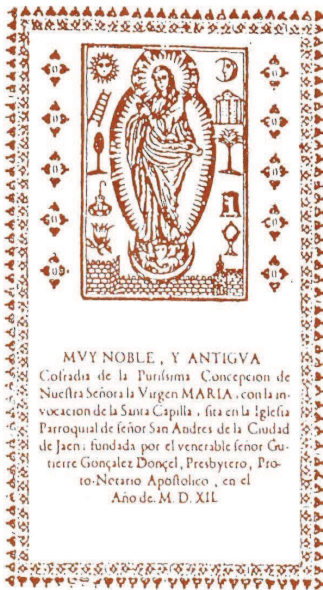 MVY NOBLE, Y ANTIGVA
Cofradia de la Puriſsima Concepcion de
Nueſtra Señora la Virgen MARIA, con la in-
vocacion de la Santa Capilla, ſita en la Igleſia
Parroquial de ſeñor San Andres de la Ciudad
de Jaen, fundada por el venerable ſeñor Gu-
tierre Gonçalez Donçel, Presbytero, Pro-
to-Notario Apoſtolico, en el
Año de. M. D. XII.